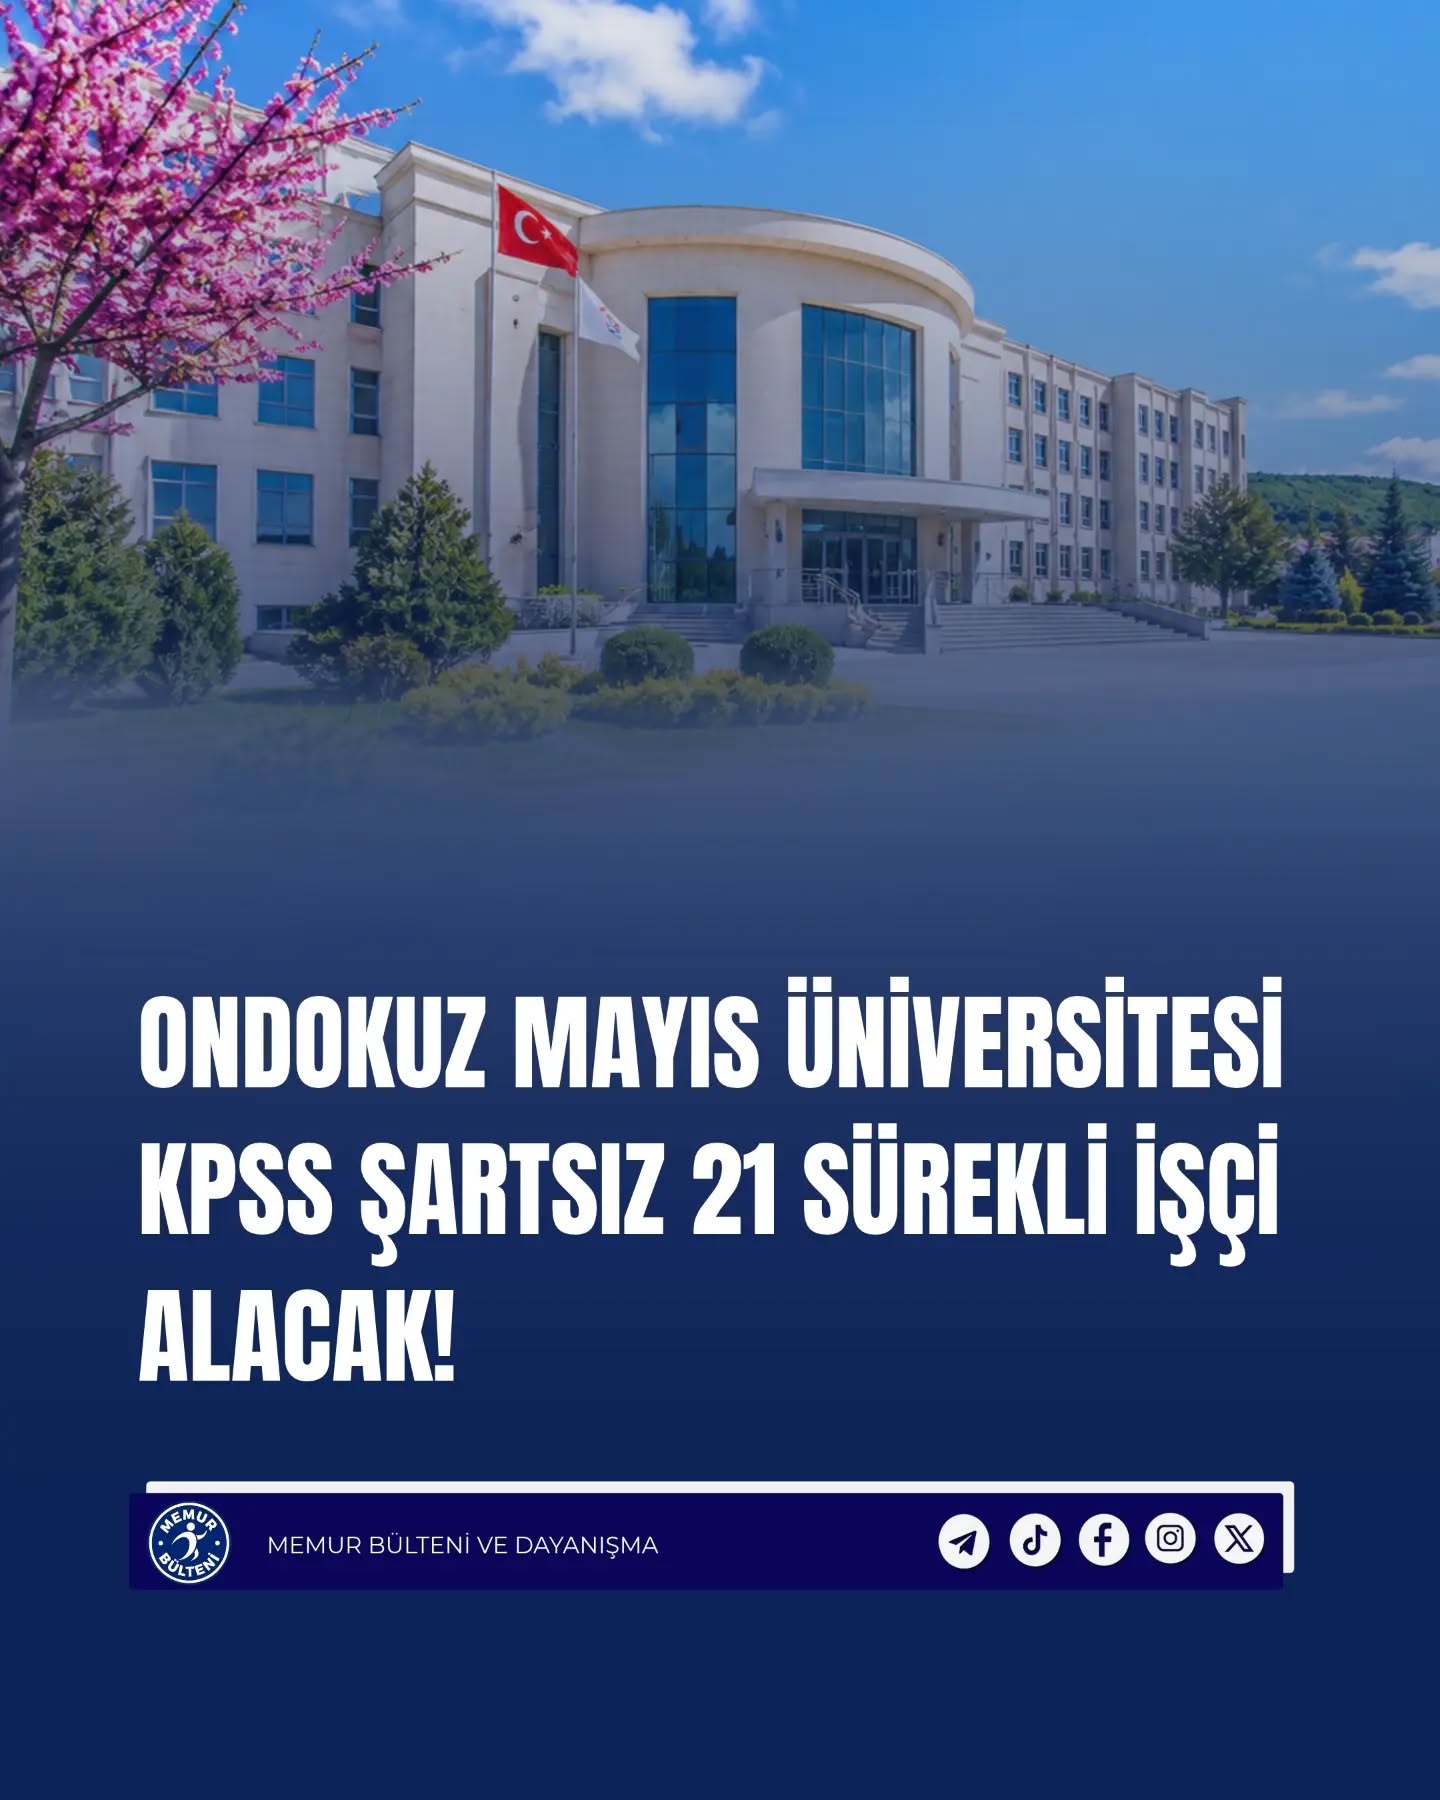 ONDOKUZ MAYIS ÜNİVERSİTESİ
KPSS ŞARTSIZ 21 SÜREKLİ İŞÇİ
ALACAK!
MEMUR
BÜLTENİ
MEMUR BÜLTENİ VE DAYANIŞMA